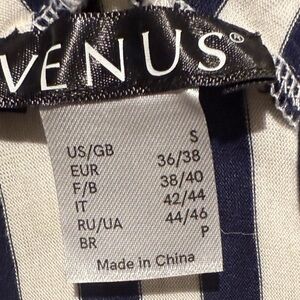 VENUS®
US/GB S
EUR 36/38
F/B 38/40
IT 42/44
RU/UA 44/46
BR P
Made in China